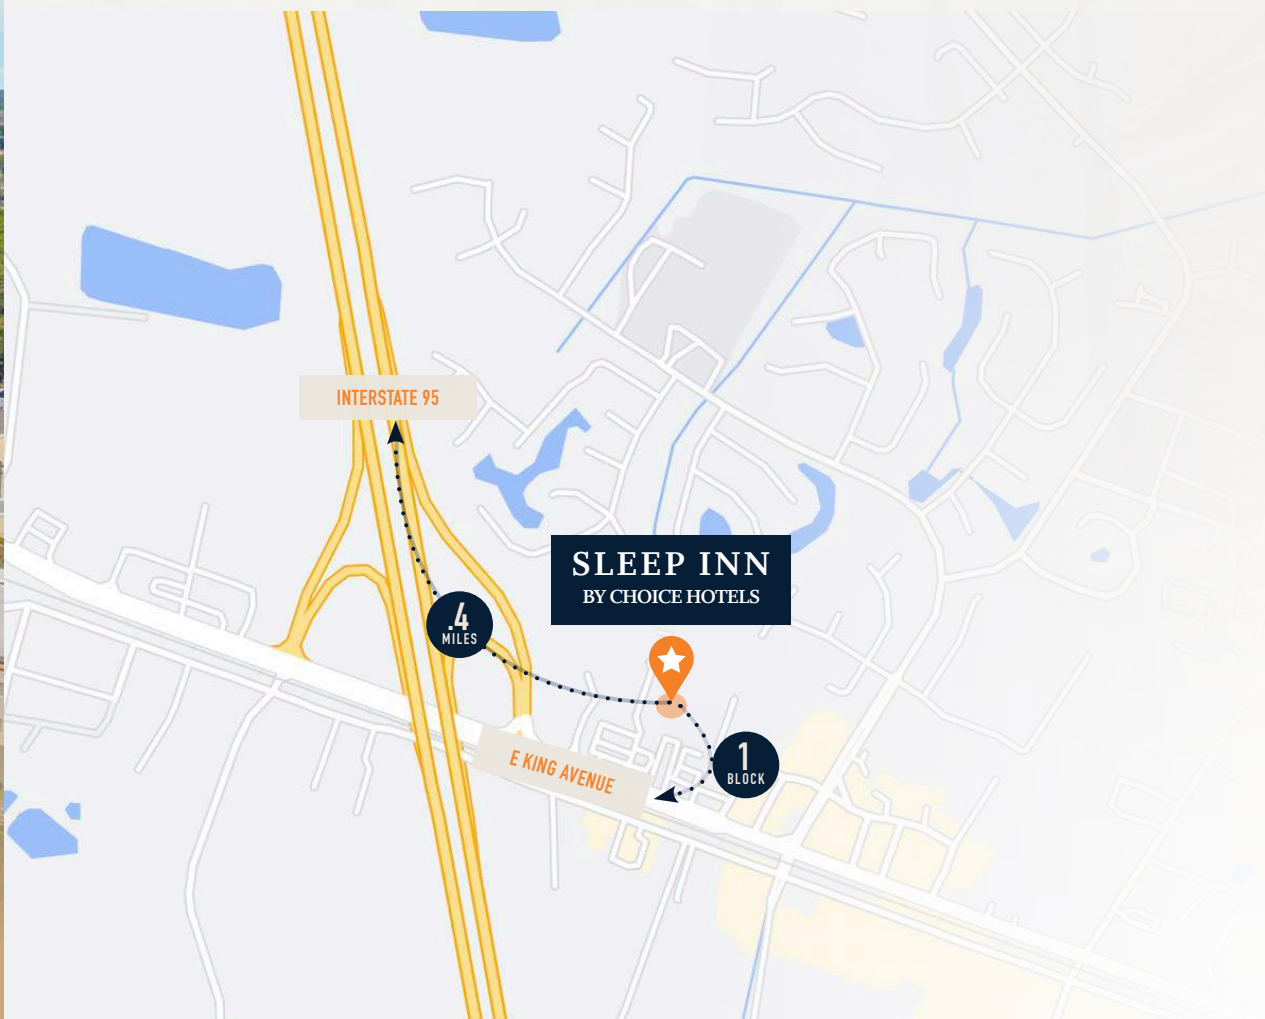 INTERSTATE 95
SLEEP INN
BY CHOICE HOTELS
.4
MILES
E KING AVENUE
1
BLOCK